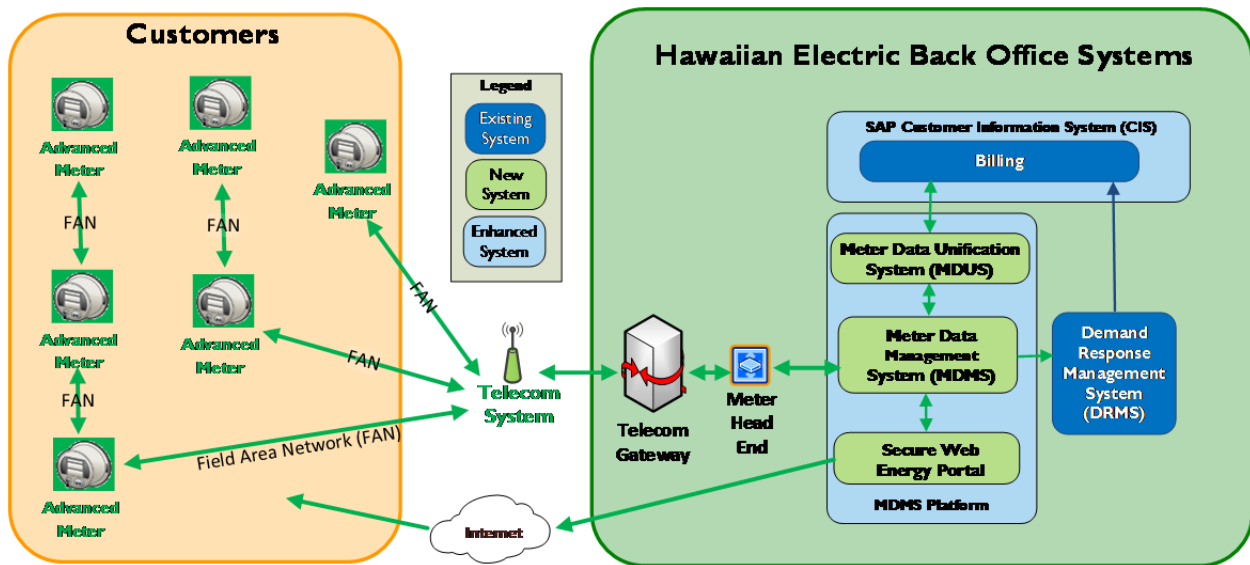 Customers
Advanced
Meter
Advanced
Meter
Advanced
Meter
FAN
FAN
FAN
Advanced
Meter
Advanced
Meter
FAN
FAN
Advanced
Meter
Field Area Network (FAN)
Legend
Existing
System
New
System
Enhanced
System
Telecom
System
Internet
Hawaiian Electric Back Office Systems
SAP Customer Information System (CIS)
Billing
Meter Data Unification
System (MDUS)
Meter Data
Management
System (MDMS)
Demand
Response
Management
System
(DRMS)
Telecom
Gateway
Meter
Head
End
Secure Web
Energy Portal
MDMS Platform